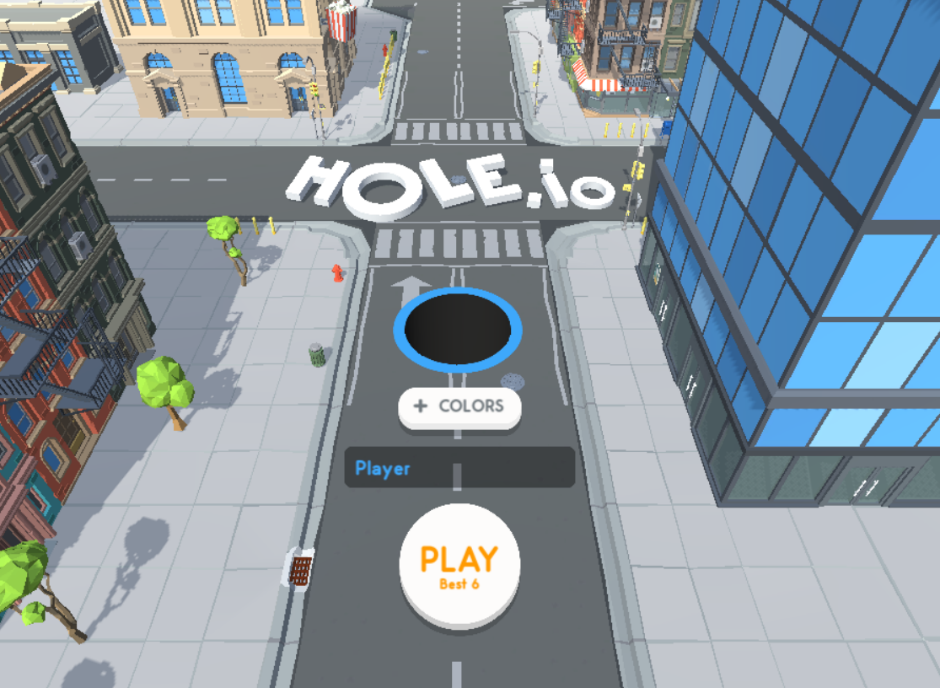 HOLE.io
+ COLORS
Player
PLAY
Best 6